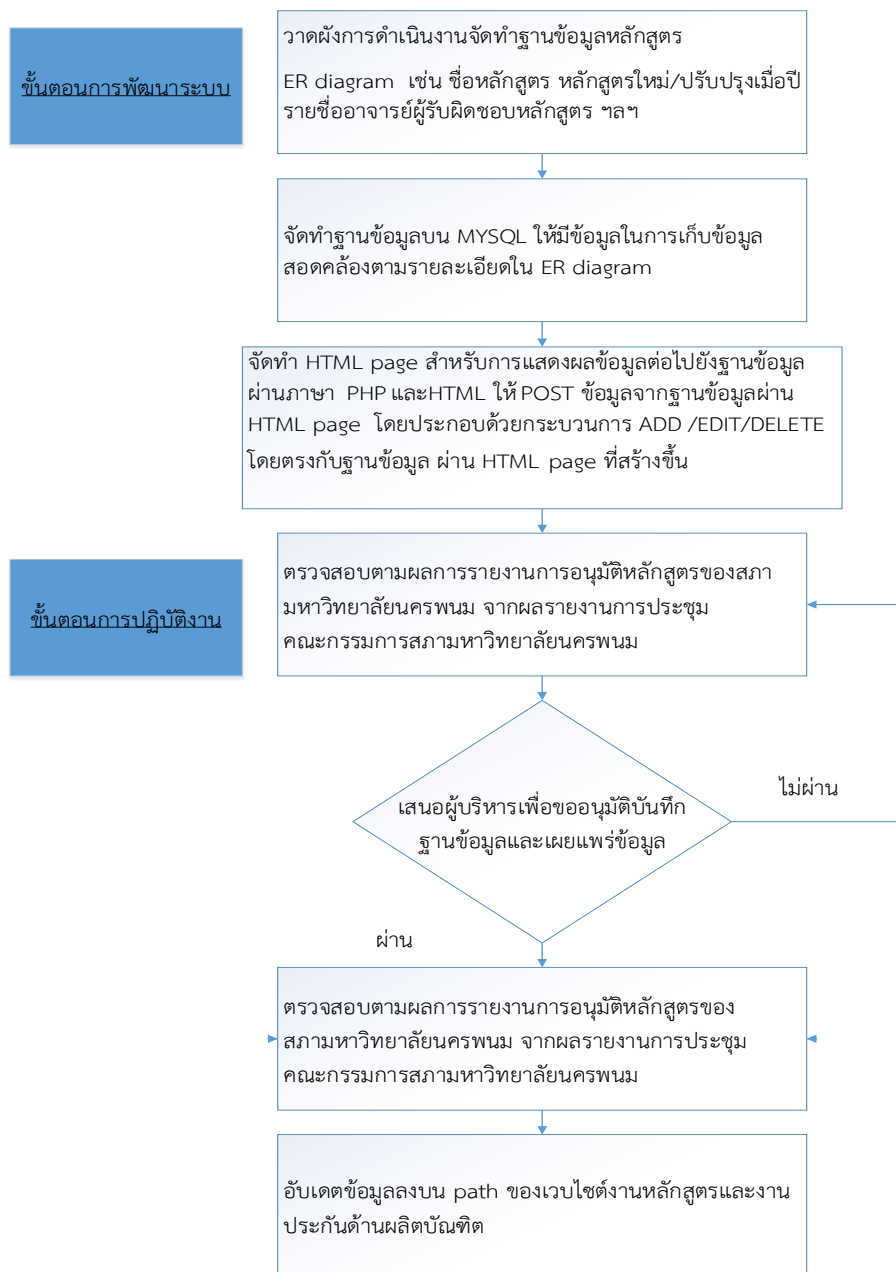 ขั้นตอนการพัฒนาระบบ
วาดผังการดำเนินงานจัดทำฐานข้อมูลหลักสูตร
ER diagram เช่น ชื่อหลักสูตร หลักสูตรใหม่/ปรับปรุงเมื่อปี
รายชื่ออาจารย์ผู้รับผิดชอบหลักสูตร ฯลฯ
จัดทำฐานข้อมูลบน MYSQL ให้มีข้อมูลในการเก็บข้อมูล
สอดคล้องตามรายละเอียดใน ER diagram
จัดทำ HTML page สำหรับการแสดงผลข้อมูลต่อไปยังฐานข้อมูล
ผ่านภาษา PHP และHTML ให้ POST ข้อมูลจากฐานข้อมูลผ่าน
HTML page โดยประกอบด้วยกระบวนการ ADD /EDIT/DELETE
โดยตรงกับฐานข้อมูล ผ่าน HTML page ที่สร้างขึ้น
ขั้นตอนการปฏิบัติงาน
ตรวจสอบตามผลการรายงานการอนุมัติหลักสูตรของสภา
มหาวิทยาลัยนครพนม จากผลรายงานการประชุม
คณะกรรมการสภามหาวิทยาลัยนครพนม
เสนอผู้บริหารเพื่อขออนุมัติบันทึก
ฐานข้อมูลและเผยแพร่ข้อมูล
ไม่ผ่าน
ผ่าน
ตรวจสอบตามผลการรายงานการอนุมัติหลักสูตรของ
สภามหาวิทยาลัยนครพนม จากผลรายงานการประชุม
คณะกรรมการสภามหาวิทยาลัยนครพนม
อับเดตข้อมูลลงบน path ของเวบไซต์งานหลักสูตรและงาน
ประกันด้านผลิตบัณฑิต